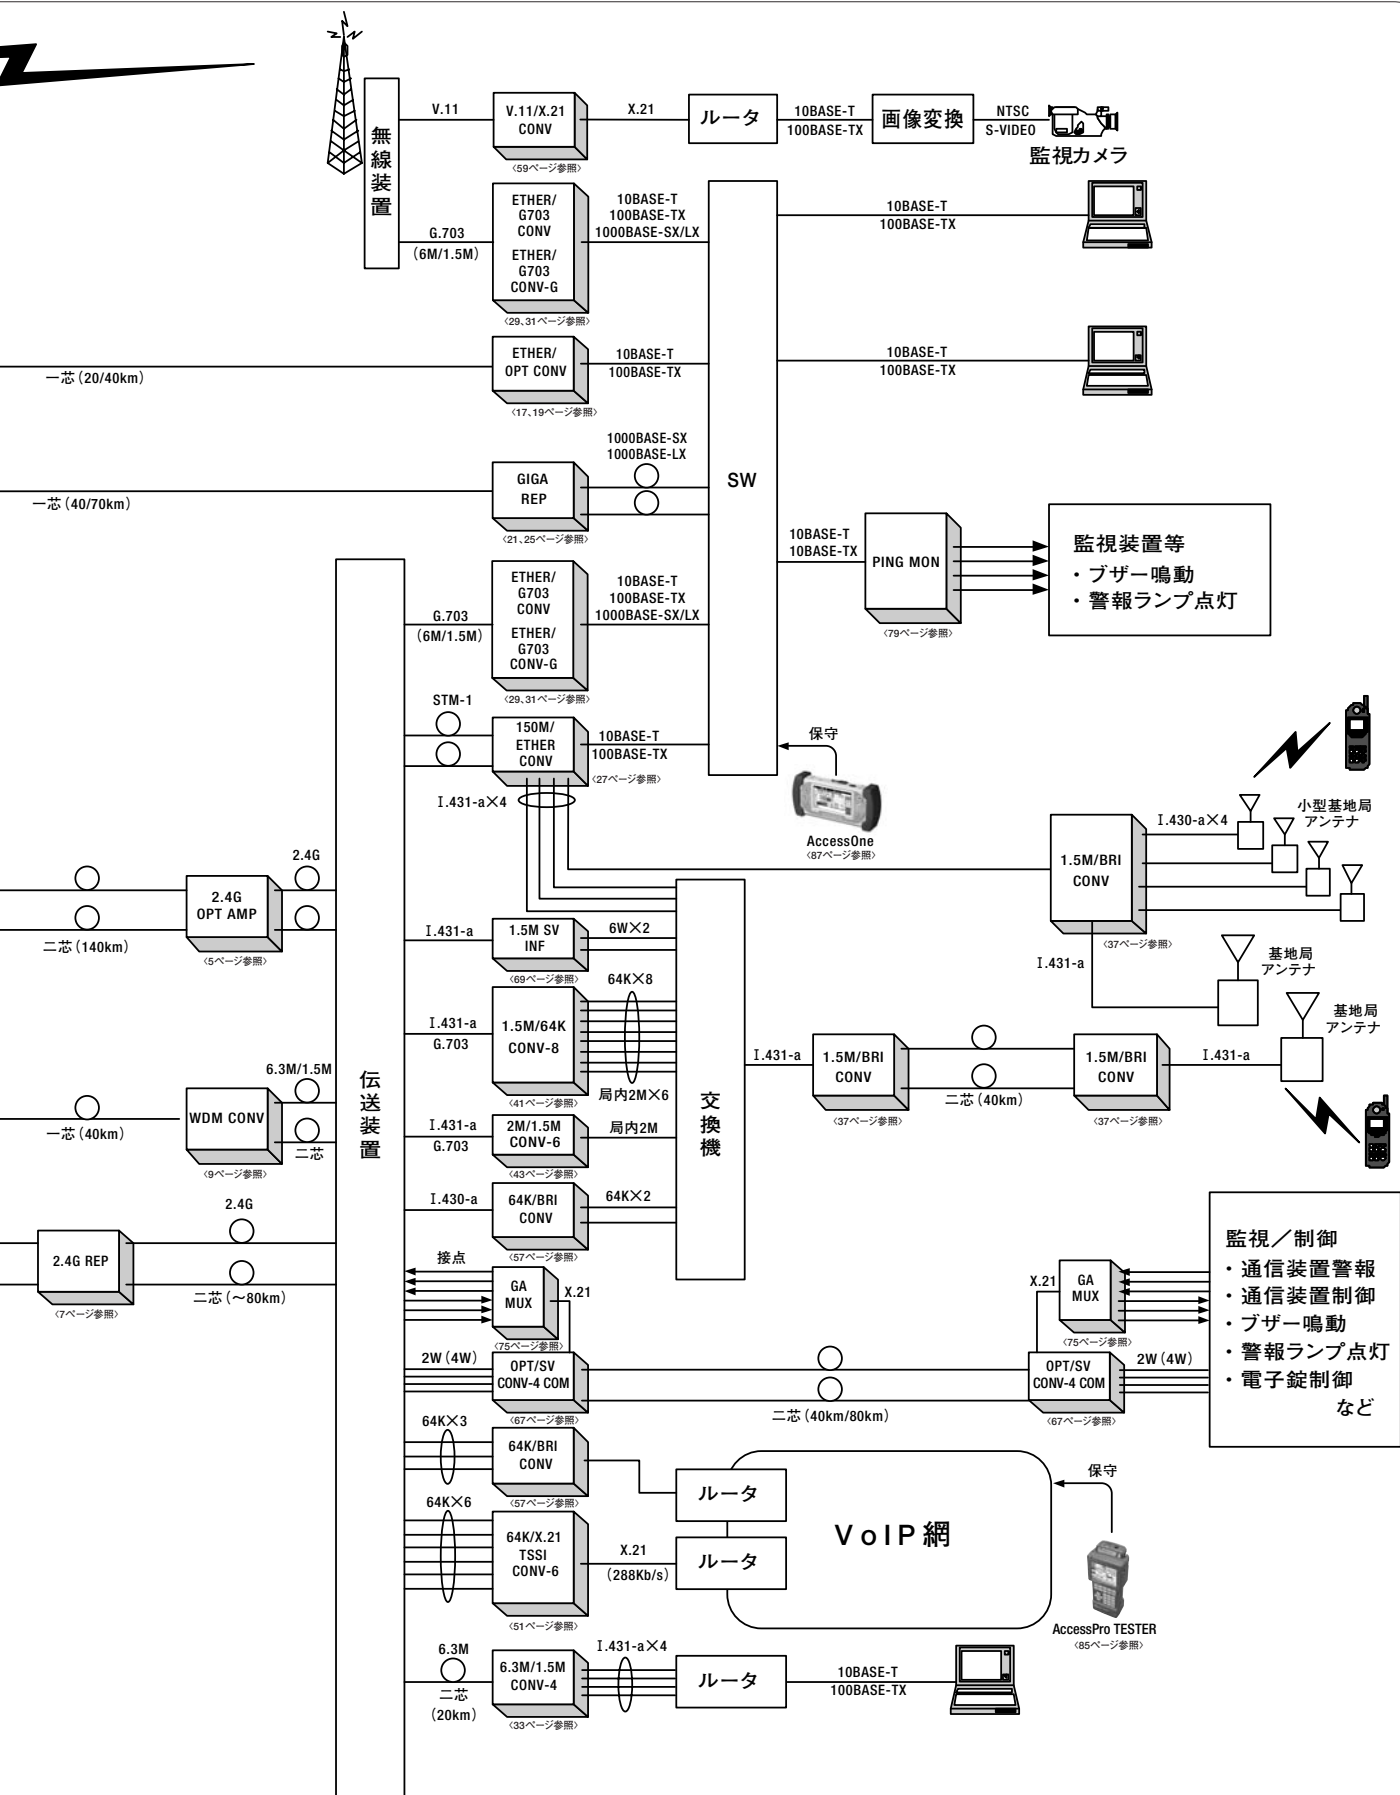 無線装置
V.11
V.11/X.21
CONV
〈59ページ参照〉
X.21
ルータ
10BASE-T
100BASE-TX
画像変換
NTSC
S-VIDEO
監視カメラ
G.703
(6M/1.5M)
ETHER/
G703
CONV
ETHER/
G703
CONV-G
〈29、31ページ参照〉
10BASE-T
100BASE-TX
1000BASE-SX/LX
SW
10BASE-T
100BASE-TX
一芯(20/40km)
ETHER/
OPT CONV
〈17、19ページ参照〉
10BASE-T
100BASE-TX
10BASE-T
100BASE-TX
一芯(40/70km)
GIGA
REP
〈21、25ページ参照〉
1000BASE-SX
1000BASE-LX
10BASE-T
10BASE-TX
PING MON
〈79ページ参照〉
監視装置等
・ブザー鳴動
・警報ランプ点灯
伝送装置
G.703
(6M/1.5M)
ETHER/
G703
CONV
ETHER/
G703
CONV-G
〈29、31ページ参照〉
10BASE-T
100BASE-TX
1000BASE-SX/LX
STM-1
150M/
ETHER
CONV
〈27ページ参照〉
10BASE-T
100BASE-TX
I.431-a×4
保守
AccessOne
〈87ページ参照〉
1.5M/BRI
CONV
〈37ページ参照〉
I.430-a×4
小型基地局
アンテナ
I.431-a
基地局
アンテナ
2.4G
OPT AMP
〈5ページ参照〉
2.4G
二芯(140km)
I.431-a
1.5M SV
INF
〈69ページ参照〉
6W×2
交換機
I.431-a
G.703
1.5M/64K
CONV-8
〈41ページ参照〉
64K×8
局内2M×6
I.431-a
1.5M/BRI
CONV
〈37ページ参照〉
二芯(40km)
1.5M/BRI
CONV
〈37ページ参照〉
I.431-a
基地局
アンテナ
一芯(40km)
WDM CONV
〈9ページ参照〉
6.3M/1.5M
二芯
I.431-a
G.703
2M/1.5M
CONV-6
〈43ページ参照〉
局内2M
I.430-a
64K/BRI
CONV
〈57ページ参照〉
64K×2
2.4G REP
〈7ページ参照〉
2.4G
二芯(～80km)
接点
GA
MUX
〈75ページ参照〉
X.21
2W(4W)
OPT/SV
CONV-4 COM
〈67ページ参照〉
二芯(40km/80km)
X.21
GA
MUX
〈75ページ参照〉
OPT/SV
CONV-4 COM
〈67ページ参照〉
2W(4W)
監視／制御
・通信装置警報
・通信装置制御
・ブザー鳴動
・警報ランプ点灯
・電子錠制御
など
64K×3
64K/BRI
CONV
〈57ページ参照〉
ルータ
VoIP網
保守
AccessPro TESTER
〈85ページ参照〉
64K×6
64K/X.21
TSSI
CONV-6
〈51ページ参照〉
X.21
(288Kb/s)
ルータ
6.3M
二芯
(20km)
6.3M/1.5M
CONV-4
〈33ページ参照〉
I.431-a×4
ルータ
10BASE-T
100BASE-TX